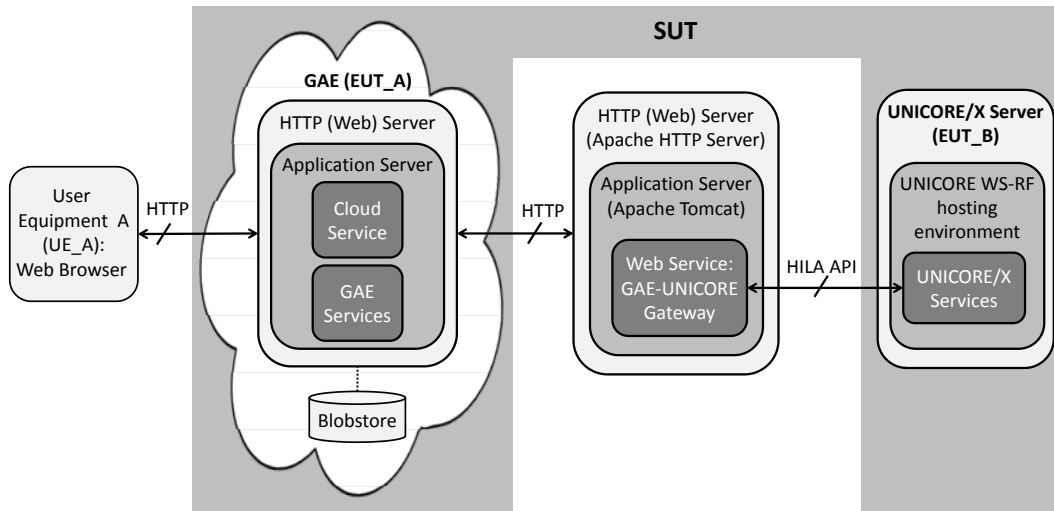 SUT
GAE (EUT_A)
HTTP (Web) Server
Application Server
Cloud
Service
GAE
Services
Blobstore
User
Equipment A
(UE_A):
Web Browser
HTTP
HTTP
HTTP (Web) Server
(Apache HTTP Server)
Application Server
(Apache Tomcat)
Web Service:
GAE-UNICORE
Gateway
HILA API
UNICORE/X Server
(EUT_B)
UNICORE WS-RF
hosting
environment
UNICORE/X
Services